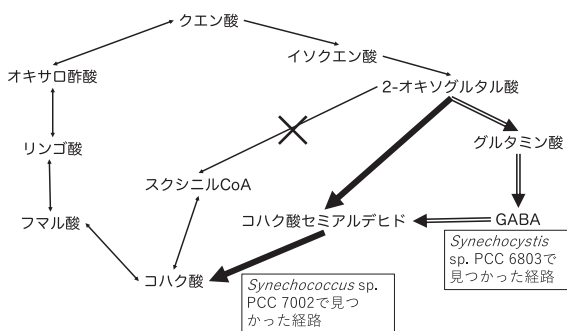 クエン酸
イソクエン酸
オキサロ酢酸
2-オキソグルタル酸
リンゴ酸
グルタミン酸
スクシニルCoA
フマル酸
コハク酸セミアルデヒド
GABA
Synechocystis
sp. PCC 6803で
見つかった経路
コハク酸
Synechococcus sp.
PCC 7002で見つ
かった経路